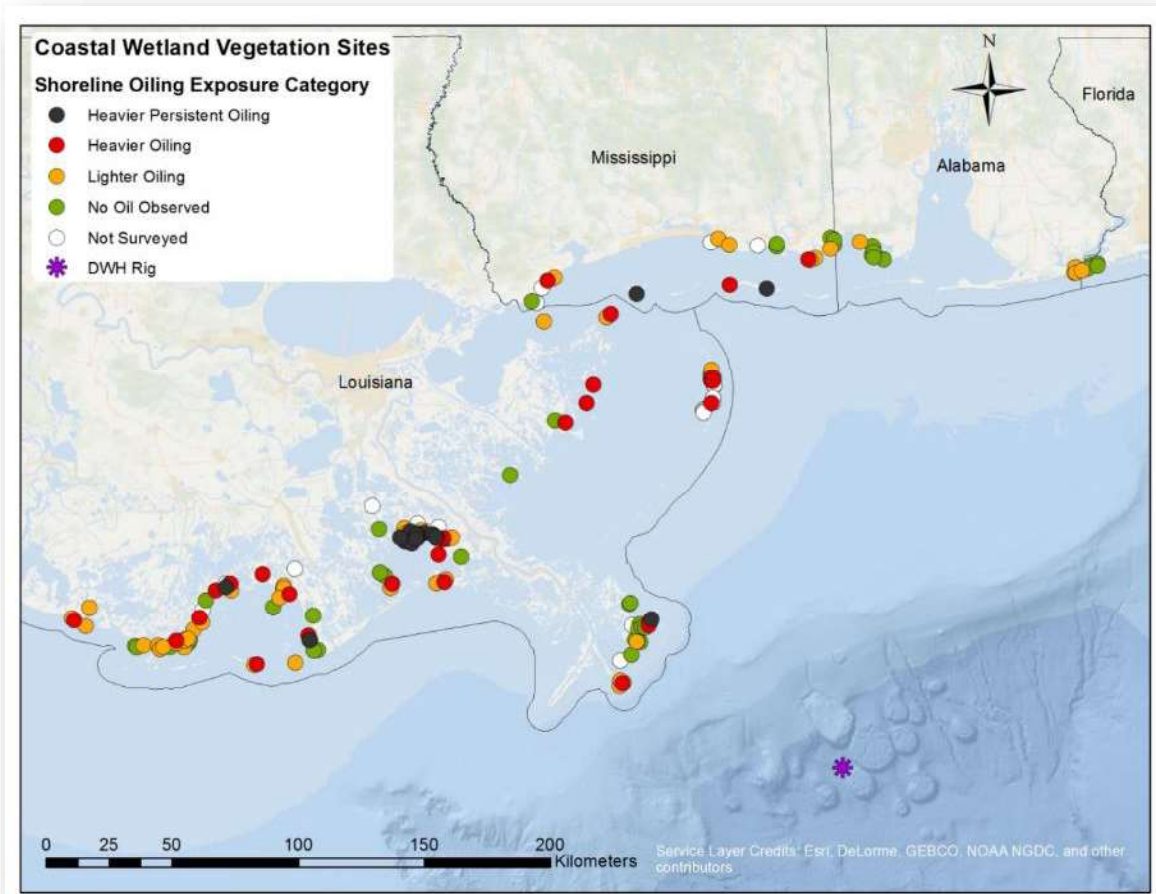 Coastal Wetland Vegetation Sites
Shoreline Oiling Exposure Category
Heavier Persistent Oiling
Heavier Oiling
Lighter Oiling
No Oil Observed
Not Surveyed
DWH Rig
N
Florida
Mississippi
Alabama
Louisiana
0 25 50 100 150 200
Kilometers
Service Layer Credits: Esri, DeLorme, GEBCO, NOAA NGDC, and other
contributors